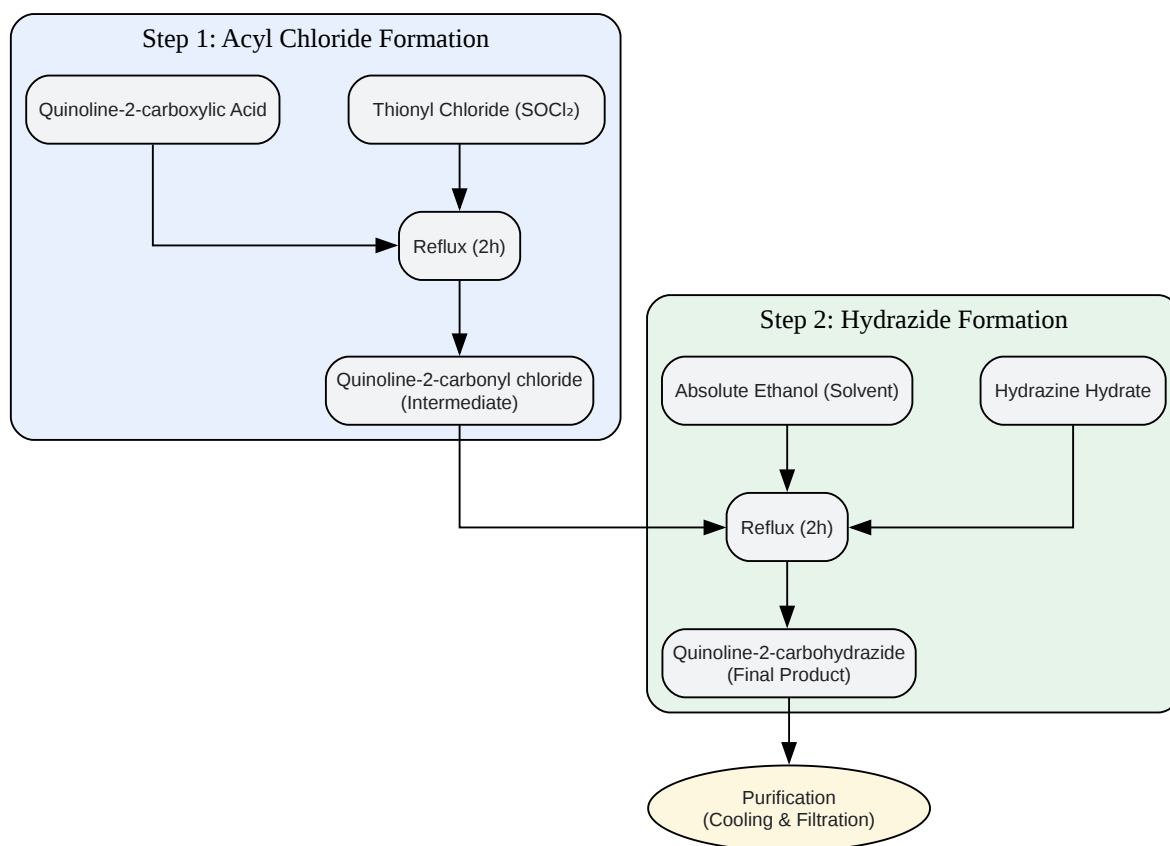 Step 1: Acyl Chloride Formation
Quinoline-2-carboxylic Acid
Thionyl Chloride (SOCl₂)
Reflux (2h)
Quinoline-2-carbonyl chloride
(Intermediate)
Step 2: Hydrazide Formation
Absolute Ethanol (Solvent)
Hydrazine Hydrate
Reflux (2h)
Quinoline-2-carbohydrazide
(Final Product)
Purification
(Cooling & Filtration)